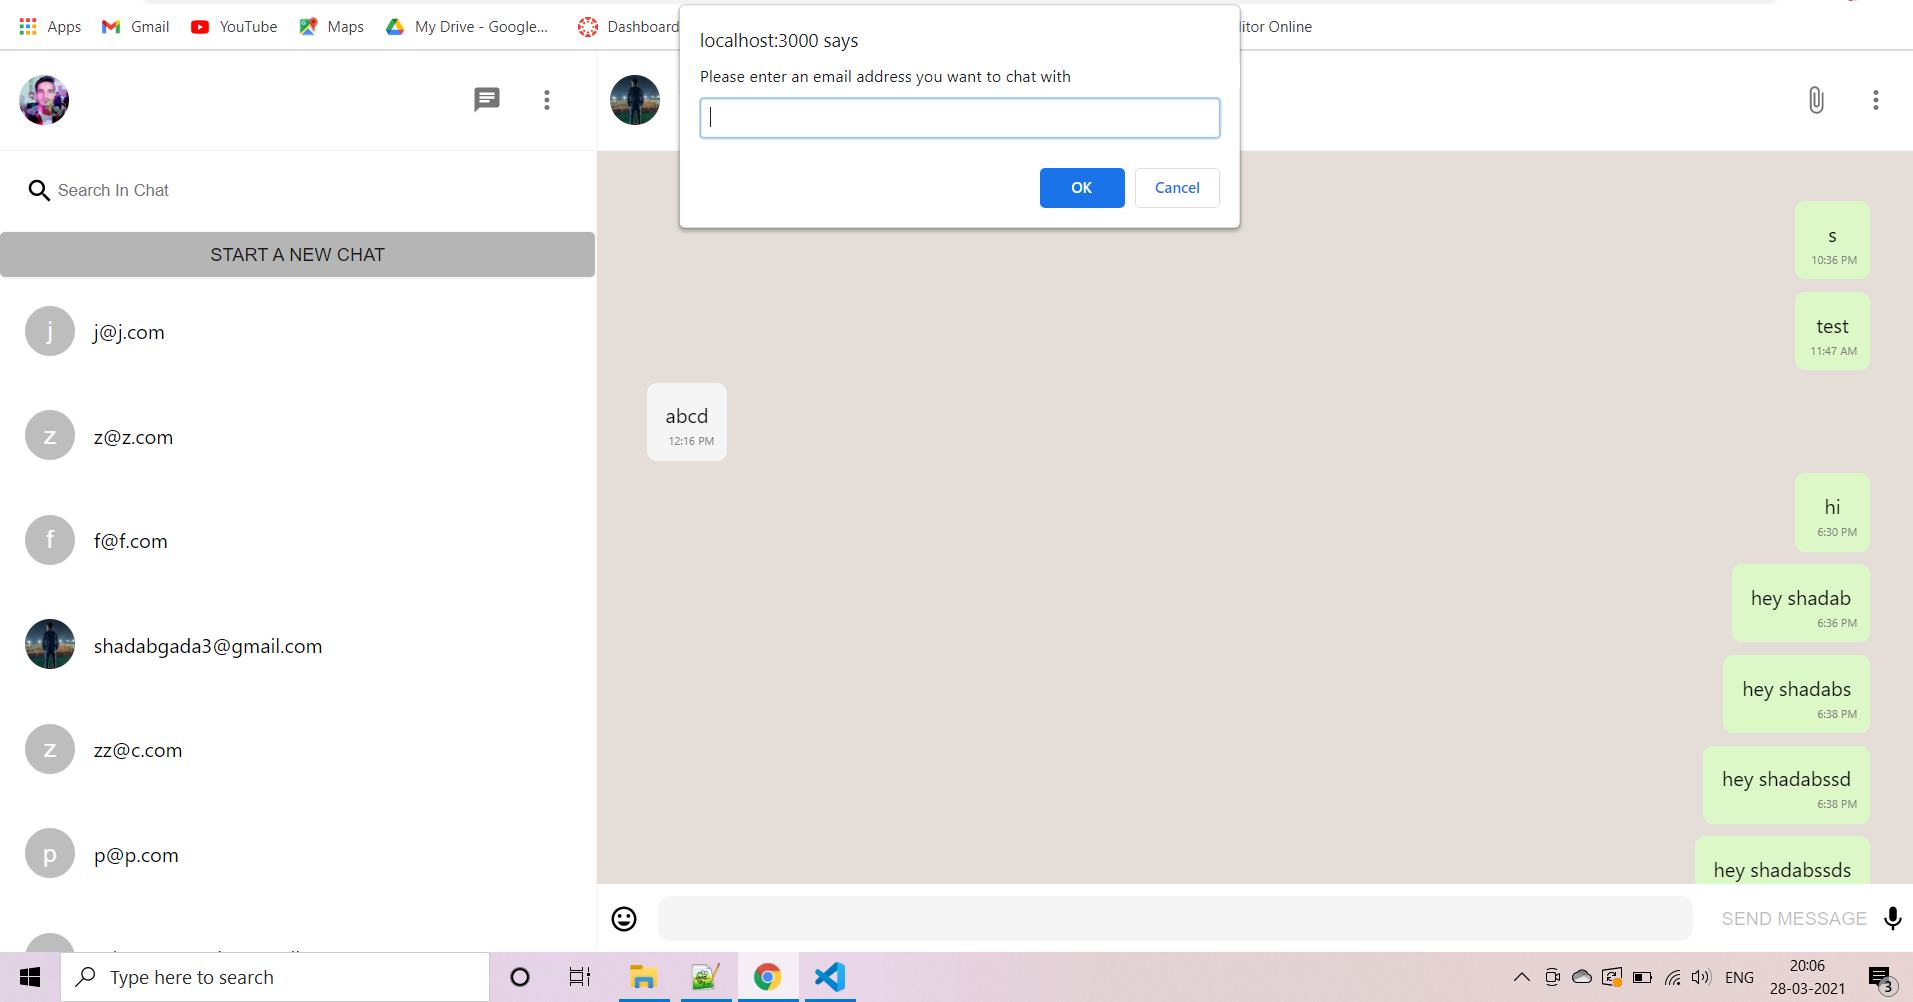 Apps
Gmail
YouTube
Maps
My Drive - Google...
Dashboard
itor Online
localhost:3000 says
Please enter an email address you want to chat with
OK
Cancel
Search In Chat
START A NEW CHAT
j
j@j.com
z
z@z.com
f
f@f.com
shadabgada3@gmail.com
z
zz@c.com
p
p@p.com
s
10:36 PM
test
11:47 AM
abcd
12:16 PM
hi
6:30 PM
hey shadab
6:36 PM
hey shadabs
6:38 PM
hey shadabssd
6:38 PM
hey shadabssds
SEND MESSAGE
Type here to search
ENG
20:06
28-03-2021
3